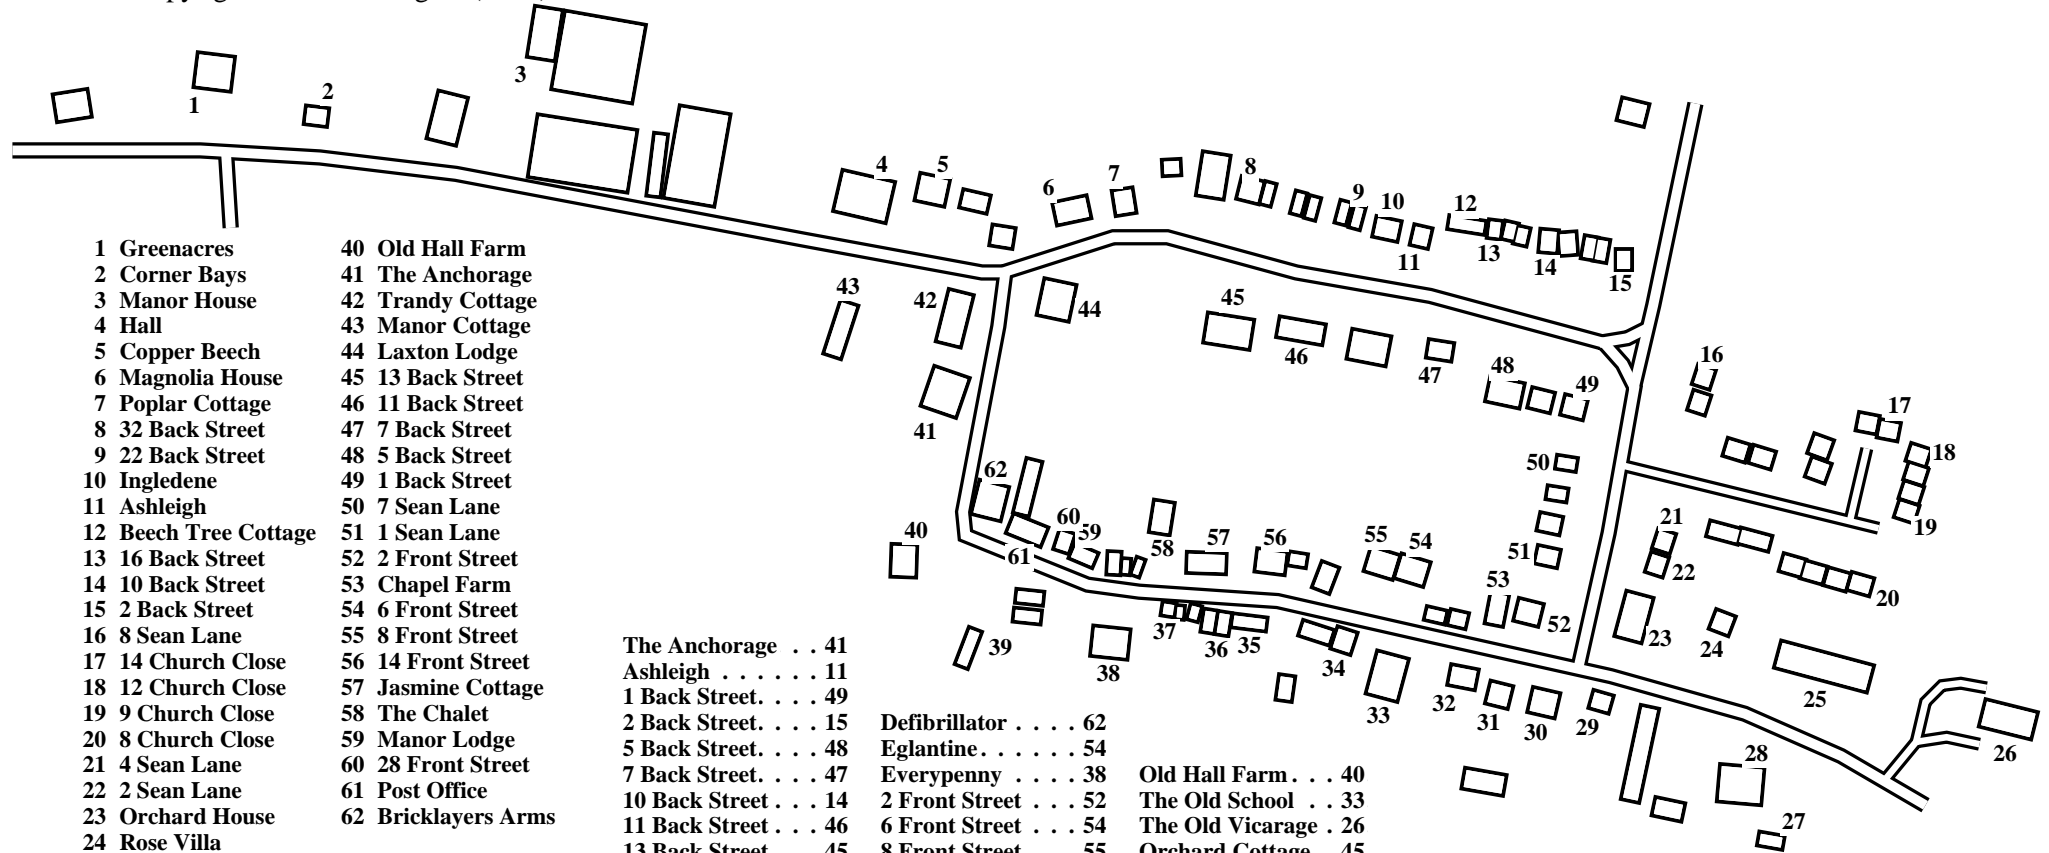 3
1
2
4
5
6
7
8
9
10
12
11
13
14
15
43
42
44
45
46
47
48
49
16
17
18
19
41
62
50
51
40
60
59
61
58
57
56
55
54
53
52
21
22
20
23
24
25
26
39
38
37
36
35
34
33
32
31
30
29
28
27
1 Greenacres
2 Corner Bays
3 Manor House
4 Hall
5 Copper Beech
6 Magnolia House
7 Poplar Cottage
8 32 Back Street
9 22 Back Street
10 Ingledene
11 Ashleigh
12 Beech Tree Cottage
13 16 Back Street
14 10 Back Street
15 2 Back Street
16 8 Sean Lane
17 14 Church Close
18 12 Church Close
19 9 Church Close
20 8 Church Close
21 4 Sean Lane
22 2 Sean Lane
23 Orchard House
24 Rose Villa
40 Old Hall Farm
41 The Anchorage
42 Trandy Cottage
43 Manor Cottage
44 Laxton Lodge
45 13 Back Street
46 11 Back Street
47 7 Back Street
48 5 Back Street
49 1 Back Street
50 7 Sean Lane
51 1 Sean Lane
52 2 Front Street
53 Chapel Farm
54 6 Front Street
55 8 Front Street
56 14 Front Street
57 Jasmine Cottage
58 The Chalet
59 Manor Lodge
60 28 Front Street
61 Post Office
62 Bricklayers Arms
The Anchorage . . 41
Ashleigh . . . . . . 11
1 Back Street. . . . 49
2 Back Street. . . . 15
5 Back Street. . . . 48
7 Back Street. . . . 47
10 Back Street . . . 14
11 Back Street . . . 46
13 Back Street . . . 45
Defibrillator . . . . 62
Eglantine. . . . . . 54
Everypenny . . . . 38
2 Front Street . . . 52
6 Front Street . . . 54
8 Front Street . . . 55
Old Hall Farm. . . 40
The Old School . . 33
The Old Vicarage . 26
Orchard Cottage . 45